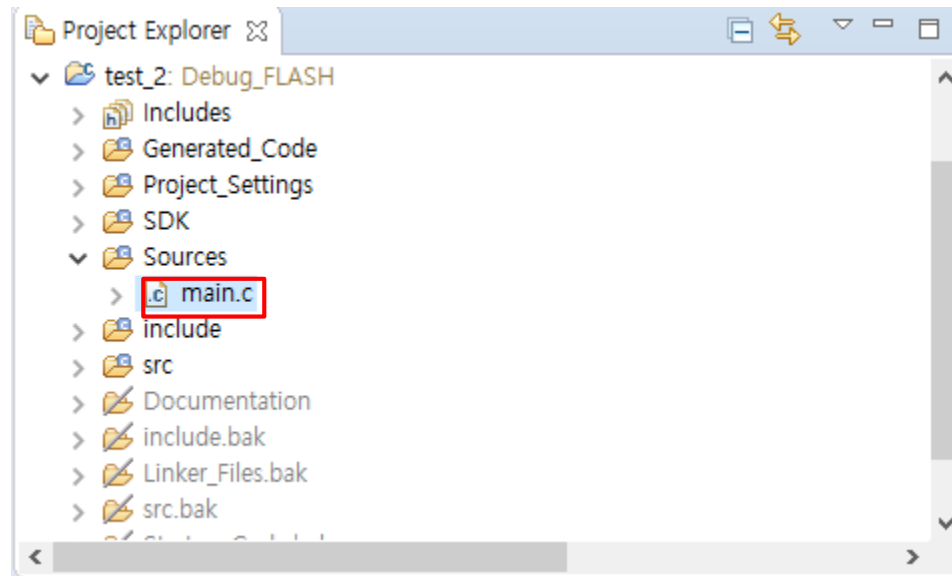 Project Explorer
test_2: Debug_FLASH
Includes
Generated_Code
Project_Settings
SDK
Sources
main.c
include
src
Documentation
include.bak
Linker_Files.bak
src.bak